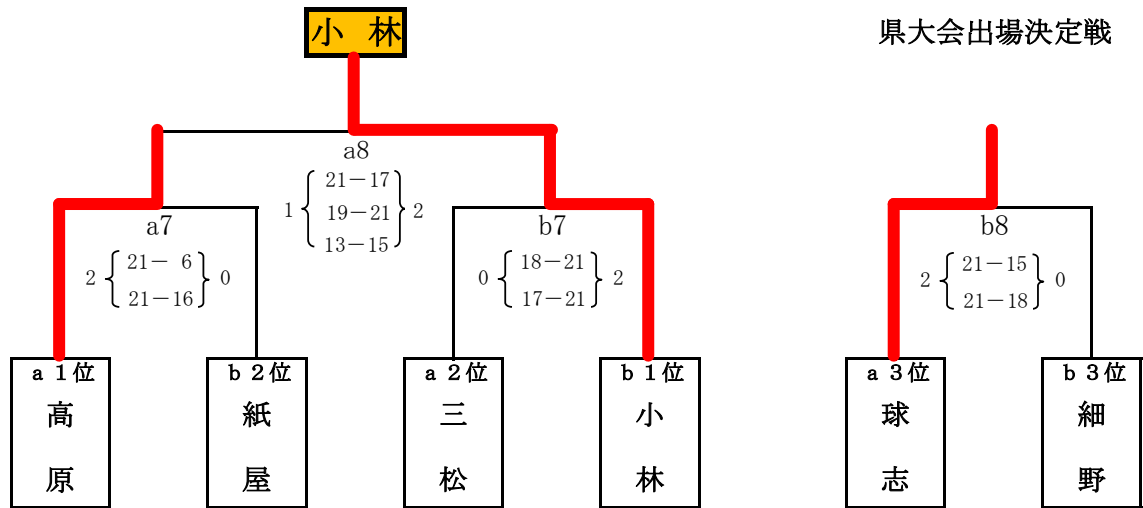 小 林
県大会出場決定戦
a8
1 21-17 2
19-21
13-15
a7
2 21- 6 0
21-16
b7
0 18-21 2
17-21
b8
2 21-15 0
21-18
a 1位
高原
b 2位
紙屋
a 2位
三松
b 1位
小林
a 3位
球志
b 3位
細野